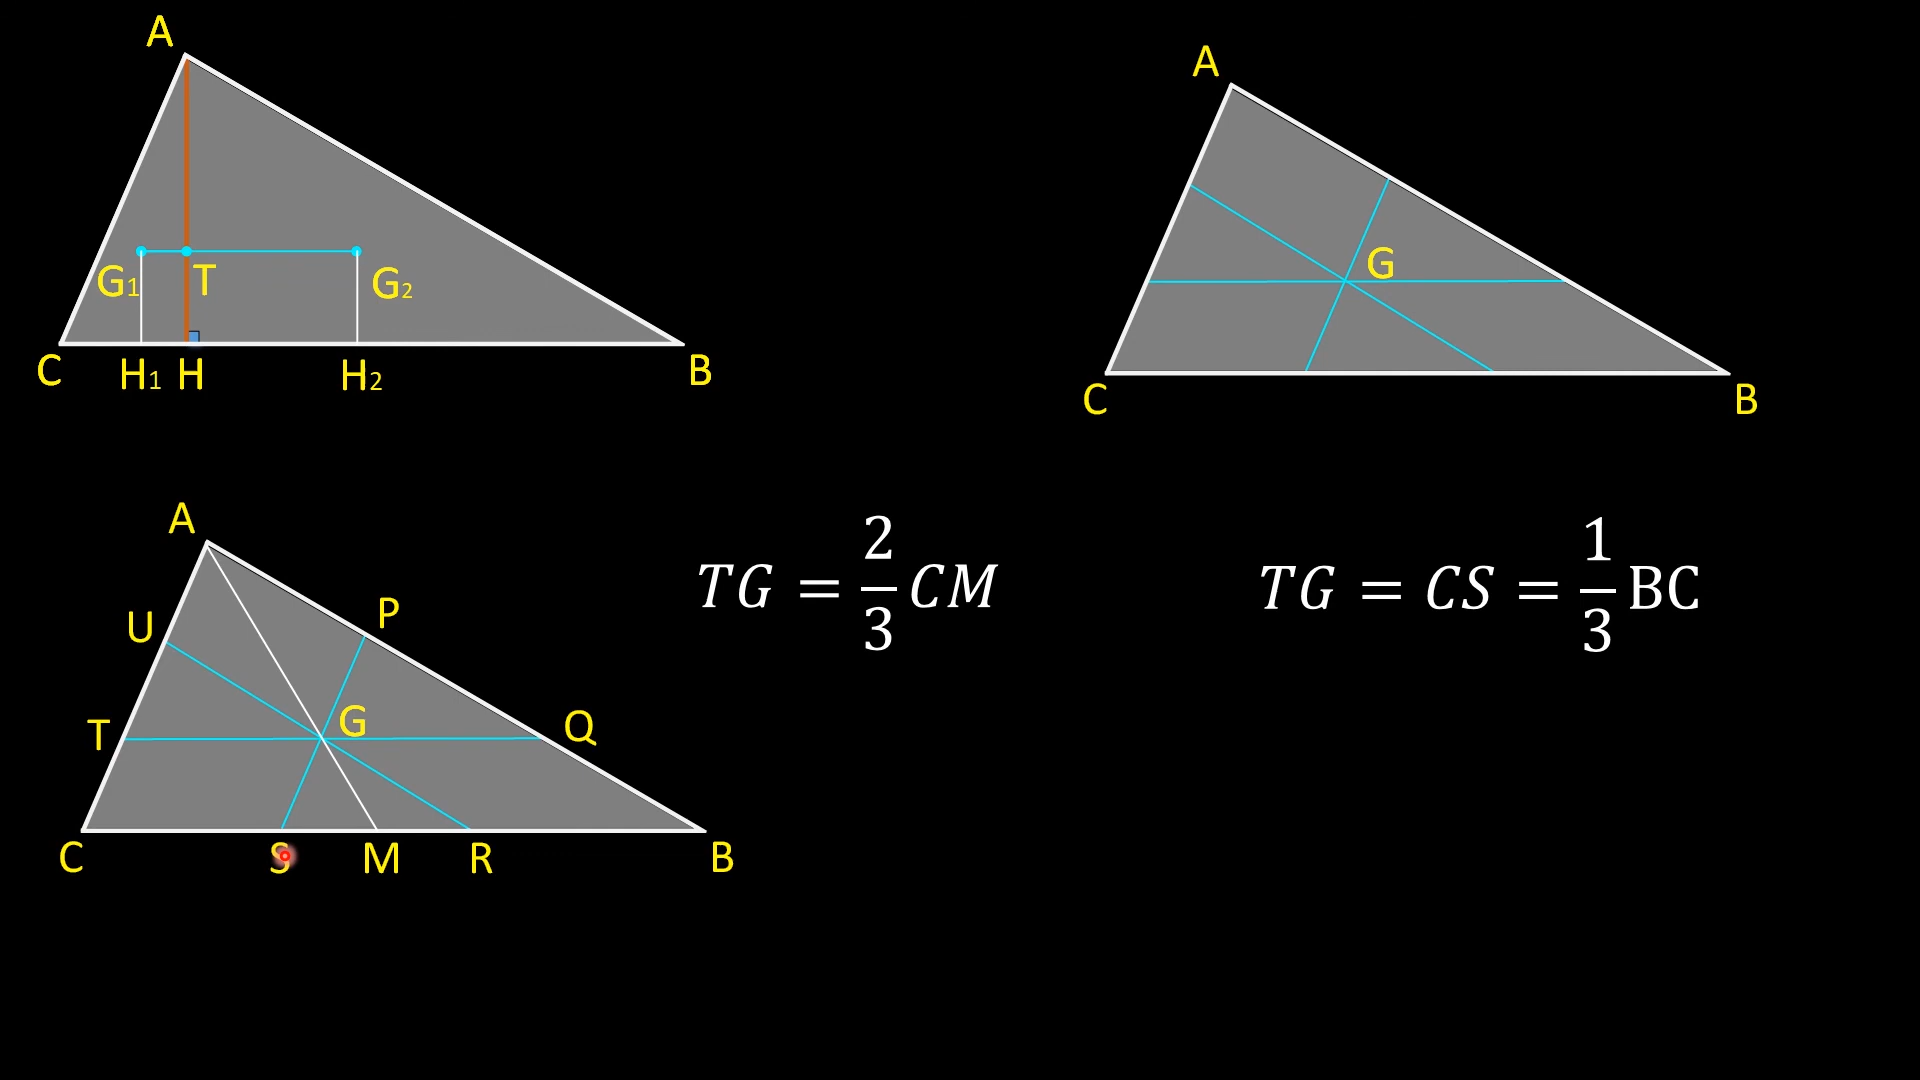 A
G1
T
G2
C
H1
H
H2
B
A
G
C
B
A
U
P
T
G
Q
C
S
M
R
B
TG = 2/3 CM
TG = CS = 1/3 BC